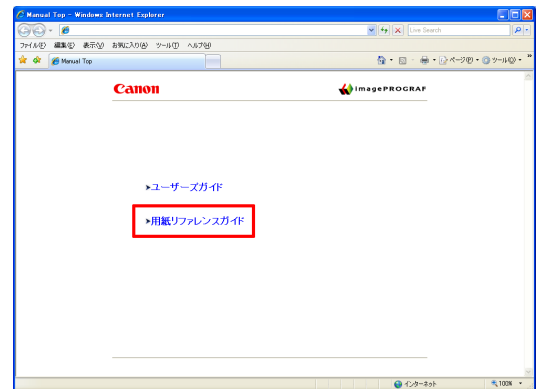 Manual Top - Windows Internet Explorer
Live Search
ファイル(F) 編集(E) 表示(V) お気に入り(A) ツール(T) ヘルプ(H)
Manual Top
ページ(P) ツール(O)
Canon
imagePROGRAF
ユーザーズガイド
用紙リファレンスガイド
インターネット
100%